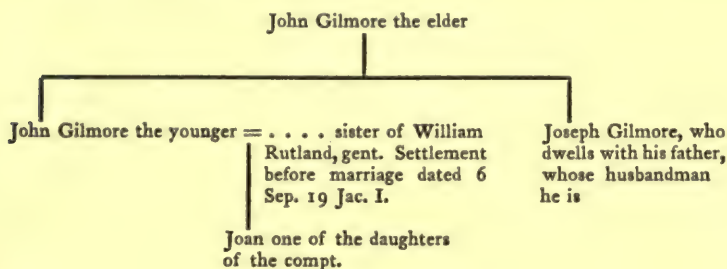 John Gilmore the elder
John Gilmore the younger = . . . . sister of William
Rutland, gent. Settlement
before marriage dated 6
Sep. 19 Jac. I.
Joseph Gilmore, who
dwells with his father,
whose husbandman
he is
Joan one of the daughters
of the compt.